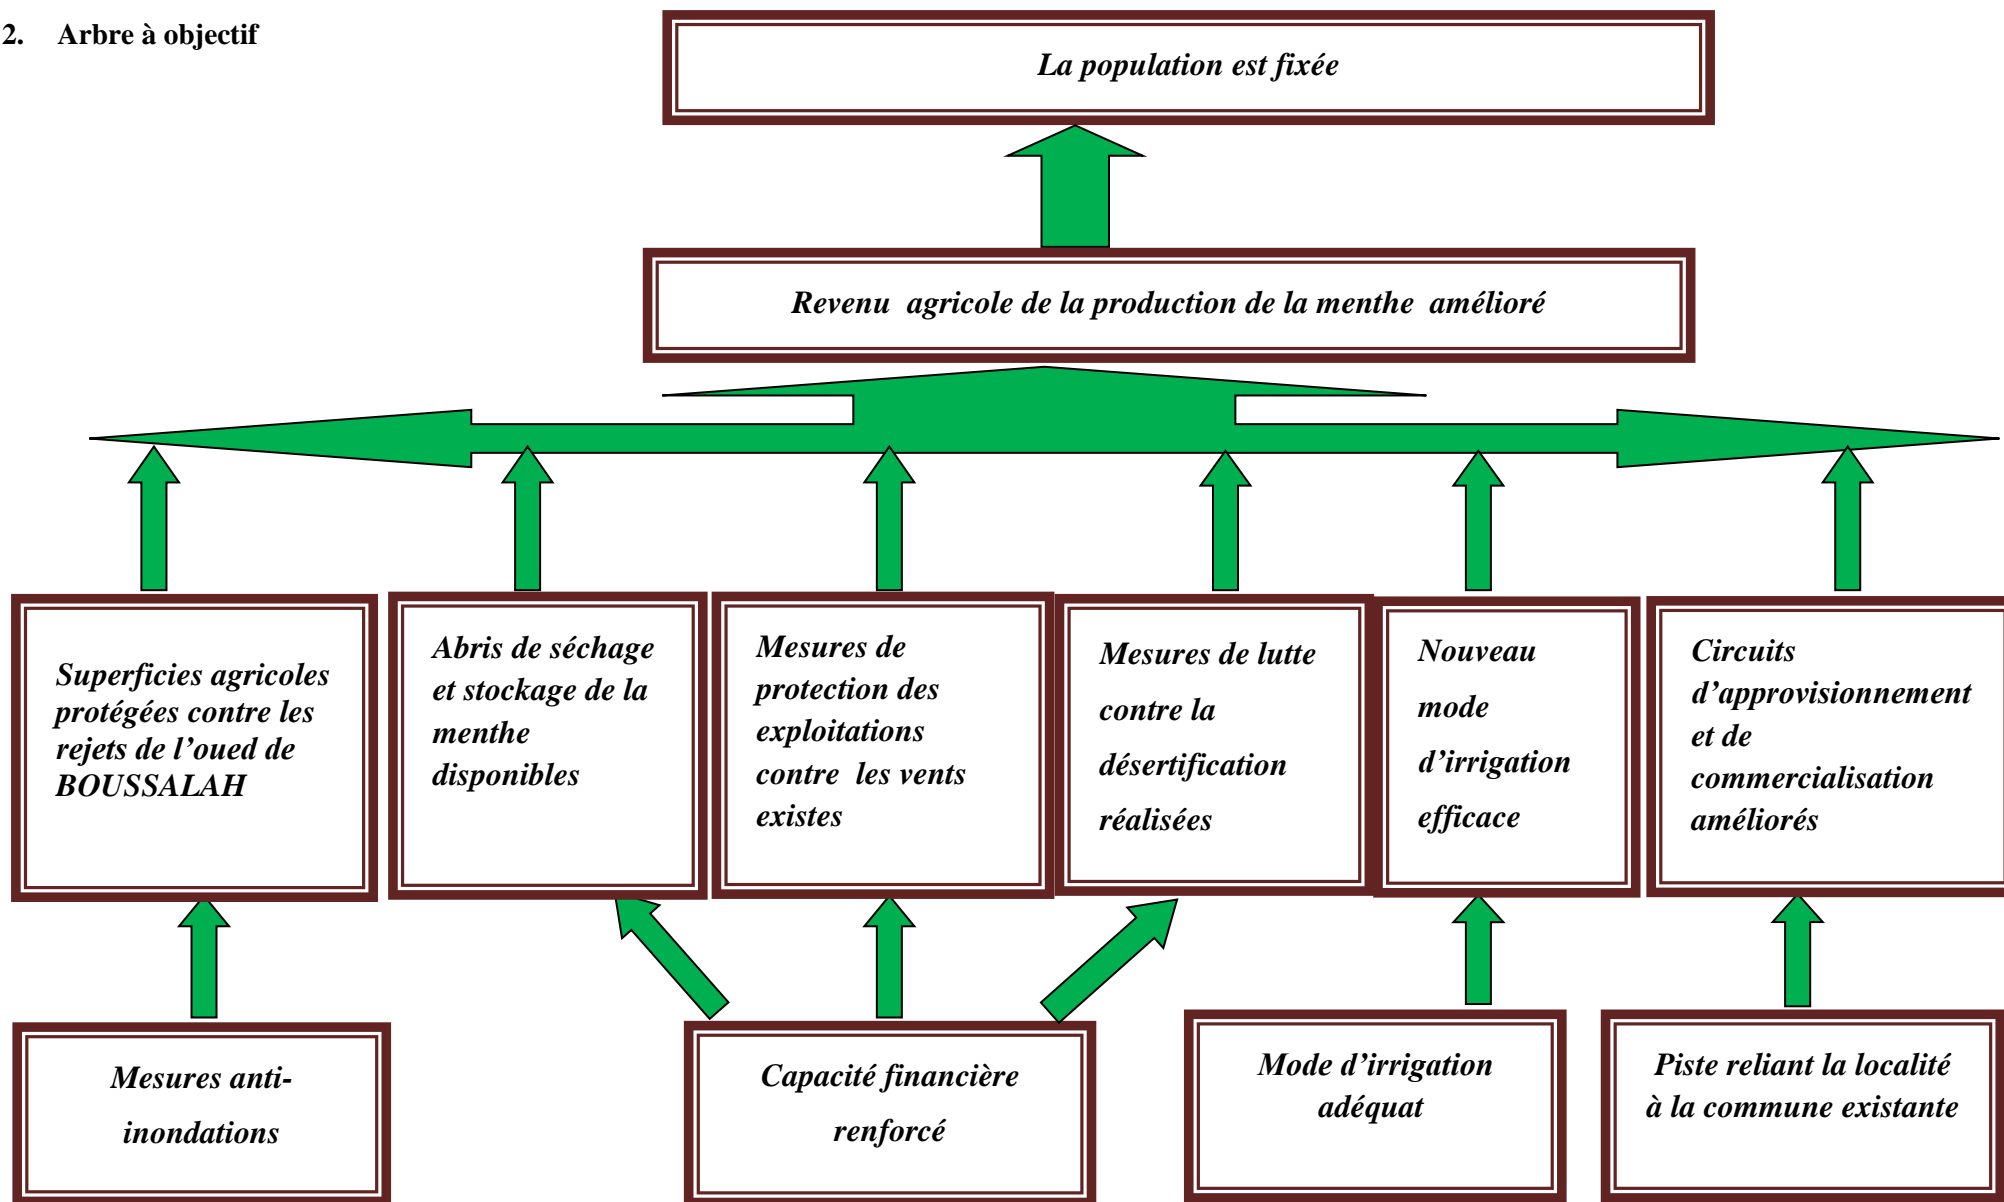 2. Arbre à objectif
La population est fixée
Revenu agricole de la production de la menthe amélioré
Superficies agricoles
protégées contre les
rejets de l’oued de
BOUSSALAH
Abris de séchage
et stockage de la
menthe
disponibles
Mesures de
protection des
exploitations
contre les vents
existes
Mesures de lutte
contre la
désertification
réalisées
Nouveau
mode
d’irrigation
efficace
Circuits
d’approvisionnement
et de
commercialisation
améliorés
Mesures anti-
inondations
Capacité financière
renforcé
Mode d’irrigation
adéquat
Piste reliant la localité
à la commune existante